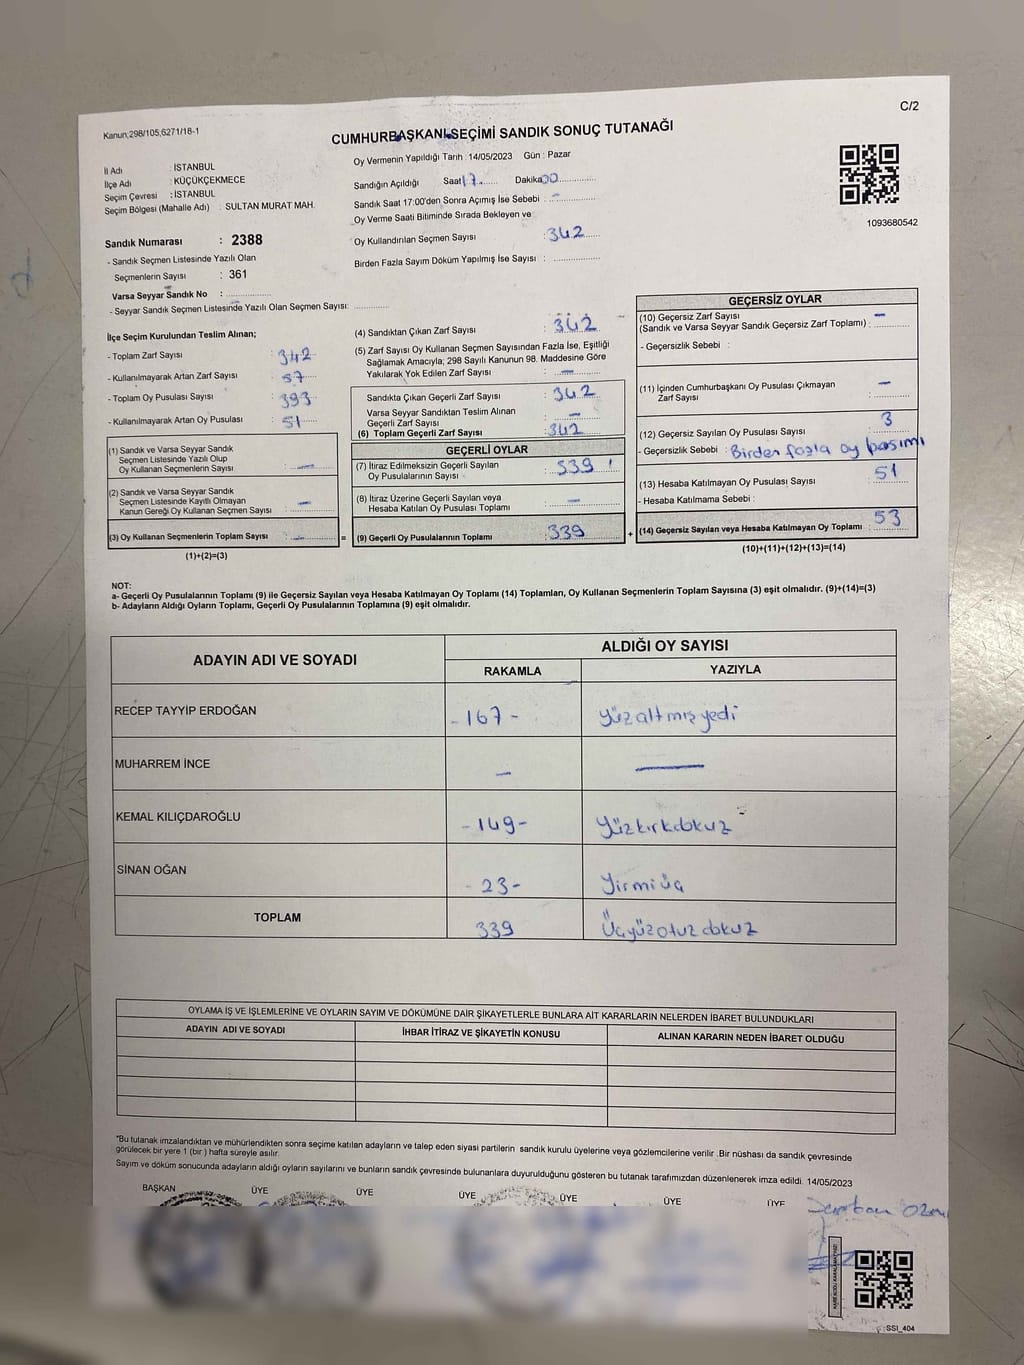 C/2
Kanun;298/105,6271/18-1
CUMHURBAŞKANI SEÇİMİ SANDIK SONUÇ TUTANAĞI
İl Adı : İSTANBUL
İlçe Adı : KÜÇÜKÇEKMECE
Seçim Çevresi : İSTANBUL
Seçim Bölgesi (Mahalle Adı) : SULTAN MURAT MAH.
Sandık Numarası : 2388
- Sandık Seçmen Listesinde Yazılı Olan
Seçmenlerin Sayısı : 361
Varsa Seyyar Sandık No :
- Seyyar Sandık Seçmen Listesinde Yazılı Olan Seçmen Sayısı:
Oy Vermenin Yapıldığı Tarih : 14/05/2023 Gün : Pazar
Sandığın Açıldığı Saat 17 Dakika 00
Sandık Saat 17:00'den Sonra Açımış İse Sebebi : -
Oy Verme Saati Bitiminde Sırada Bekleyen ve
Oy Kullandırılan Seçmen Sayısı : 342
Birden Fazla Sayım Döküm Yapılmış İse Sayısı :
1093680542
İlçe Seçim Kurulundan Teslim Alınan;
- Toplam Zarf Sayısı : 342
- Kullanılmayarak Artan Zarf Sayısı : 57
- Toplam Oy Pusulası Sayısı : 393
- Kullanılmayarak Artan Oy Pusulası : 51
(1) Sandık ve Varsa Seyyar Sandık
Seçmen Listesinde Yazılı Olup
Oy Kullanan Seçmenlerin Sayısı : -
(2) Sandık ve Varsa Seyyar Sandık
Seçmen Listesinde Kayıtlı Olmayan
Kanun Gereği Oy Kullanan Seçmen Sayısı : -
(3) Oy Kullanan Seçmenlerin Toplam Sayısı : - =
(1)+(2)=(3)
(4) Sandıktan Çıkan Zarf Sayısı : 342
(5) Zarf Sayısı Oy Kullanan Seçmen Sayısından Fazla İse, Eşitliği
Sağlamak Amacıyla; 298 Sayılı Kanunun 98. Maddesine Göre
Yakılarak Yok Edilen Zarf Sayısı : -
Sandıkta Çıkan Geçerli Zarf Sayısı : 342
Varsa Seyyar Sandıktan Teslim Alınan
Geçerli Zarf Sayısı : -
(6) Toplam Geçerli Zarf Sayısı : 342
GEÇERLİ OYLAR
(7) İtiraz Edilmeksizin Geçerli Sayılan
Oy Pusulalarının Sayısı : 339
(8) İtiraz Üzerine Geçerli Sayılan veya
Hesaba Katılan Oy Pusulası Toplamı : -
(9) Geçerli Oy Pusulalarının Toplamı : 339 +
GEÇERSİZ OYLAR
(10) Geçersiz Zarf Sayısı -
(Sandık ve Varsa Seyyar Sandık Geçersiz Zarf Toplamı) :
- Geçersizlik Sebebi :
(11) İçinden Cumhurbaşkanı Oy Pusulası Çıkmayan -
Zarf Sayısı :
(12) Geçersiz Sayılan Oy Pusulası Sayısı : 3
- Geçersizlik Sebebi : Birden fazla oy basımı
(13) Hesaba Katılmayan Oy Pusulası Sayısı : 51
- Hesaba Katılmama Sebebi :
(14) Geçersiz Sayılan veya Hesaba Katılmayan Oy Toplamı : 53
(10)+(11)+(12)+(13)=(14)
NOT:
a- Geçerli Oy Pusulalarının Toplamı (9) ile Geçersiz Sayılan veya Hesaba Katılmayan Oy Toplamı (14) Toplamları, Oy Kullanan Seçmenlerin Toplam Sayısına (3) eşit olmalıdır. (9)+(14)=(3)
b- Adayların Aldığı Oyların Toplamı, Geçerli Oy Pusulalarının Toplamına (9) eşit olmalıdır.
ADAYIN ADI VE SOYADI
ALDIĞI OY SAYISI
RAKAMLA YAZIYLA
RECEP TAYYİP ERDOĞAN - 167 - Yüzaltmışyedi
MUHARREM İNCE -
KEMAL KILIÇDAROĞLU - 149 - Yüzkırkdokuz
SİNAN OĞAN - 23 - Yirmiüç
TOPLAM 339 Üçyüzotuzdokuz
OYLAMA İŞ VE İŞLEMLERİNE VE OYLARIN SAYIM VE DÖKÜMÜNE DAİR ŞİKAYETLERLE BUNLARA AİT KARARLARIN NELERDEN İBARET BULUNDUKLARI
ADAYIN ADI VE SOYADI İHBAR İTİRAZ VE ŞİKAYETİN KONUSU ALINAN KARARIN NEDEN İBARET OLDUĞU
*Bu tutanak imzalandıktan ve mühürlendikten sonra seçime katılan adayların ve talep eden siyasi partilerin sandık kurulu üyelerine veya gözlemcilerine verilir .Bir nüshası da sandık çevresinde
görülecek bir yere 1 (bir ) hafta süreyle asılır.
Sayım ve döküm sonucunda adayların aldığı oyların sayılarını ve bunların sandık çevresinde bulunanlara duyurulduğunu gösteren bu tutanak tarafımızdan düzenlenerek imza edildi. 14/05/2023
BAŞKAN ÜYE ÜYE ÜYE ÜYE ÜYE ÜYE
SSI_404